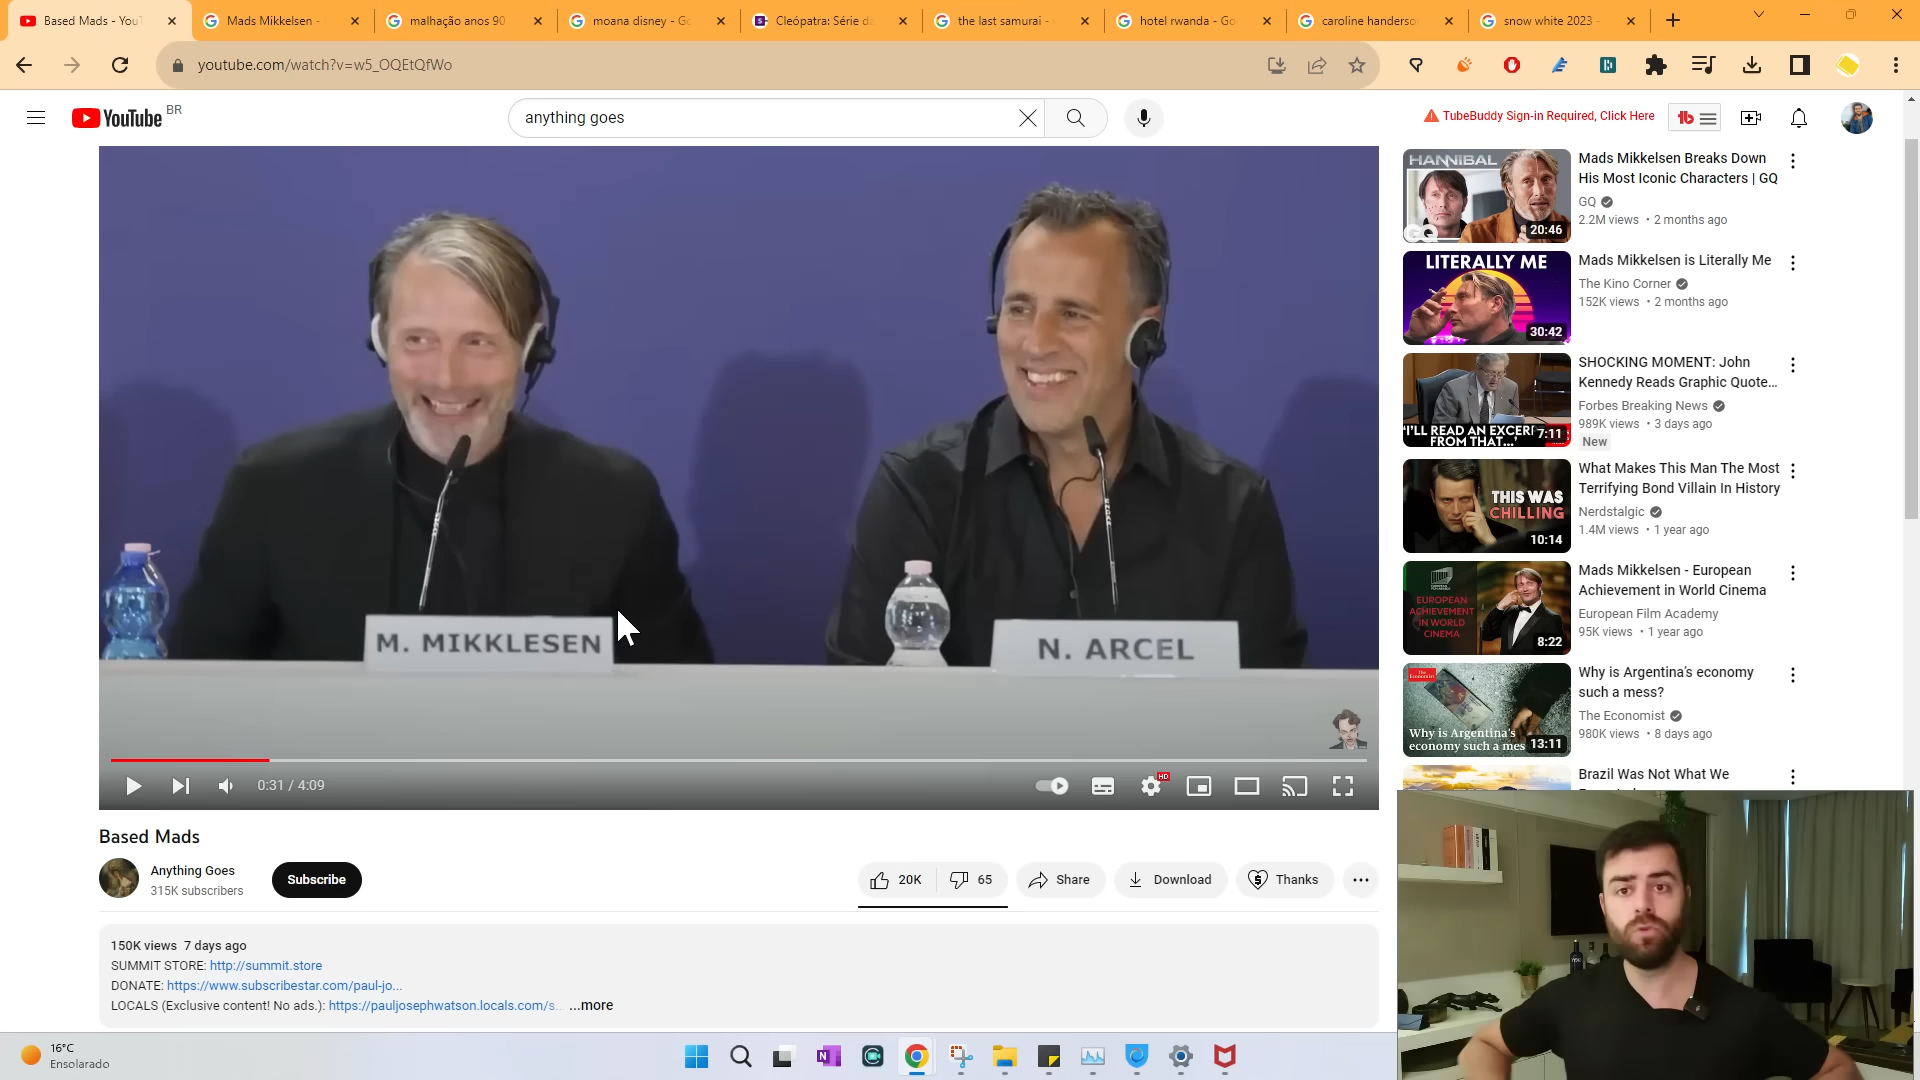 Based Mads - You
Mads Mikkelsen -
malhação anos 90
moana disney - Go
Cleópatra: Série da
the last samurai -
hotel rwanda - Go
caroline handerso
snow white 2023 -
youtube.com/watch?v=w5_OQEtQfWo
YouTube BR
anything goes
TubeBuddy Sign-in Required, Click Here
M. MIKKLESEN
N. ARCEL
0:31 / 4:09
HD
Based Mads
Anything Goes
315K subscribers
Subscribe
20K
65
Share
Download
Thanks
150K views 7 days ago
SUMMIT STORE: http://summit.store
DONATE: https://www.subscribestar.com/paul-jo...
LOCALS (Exclusive content! No ads.): https://pauljosephwatson.locals.com/s... ...more
HANNIBAL
GQ
20:46
Mads Mikkelsen Breaks Down
His Most Iconic Characters | GQ
GQ
2.2M views • 2 months ago
LITERALLY ME
30:42
Mads Mikkelsen is Literally Me
The Kino Corner
152K views • 2 months ago
'I'LL READ AN EXCER
FROM THAT...'
7:11
SHOCKING MOMENT: John
Kennedy Reads Graphic Quote...
Forbes Breaking News
989K views • 3 days ago
New
THIS WAS
CHILLING
10:14
What Makes This Man The Most
Terrifying Bond Villain In History
Nerdstalgic
1.4M views • 1 year ago
EUROPEAN
ACHIEVEMENT
IN WORLD
CINEMA
8:22
Mads Mikkelsen - European
Achievement in World Cinema
European Film Academy
95K views • 1 year ago
Why is Argentina's
economy such a mes
13:11
Why is Argentina's economy
such a mess?
The Economist
980K views • 8 days ago
Brazil Was Not What We
16°C
Ensolarado